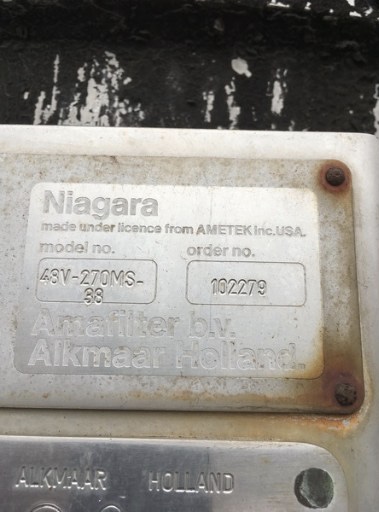 Niagara
made under licence from AMETEK Inc. USA.
model no. order no.
48V-270MS-
38
102279
Amafilter b.v.
Alkmaar Holland.
ALKMAAR HOLLAND